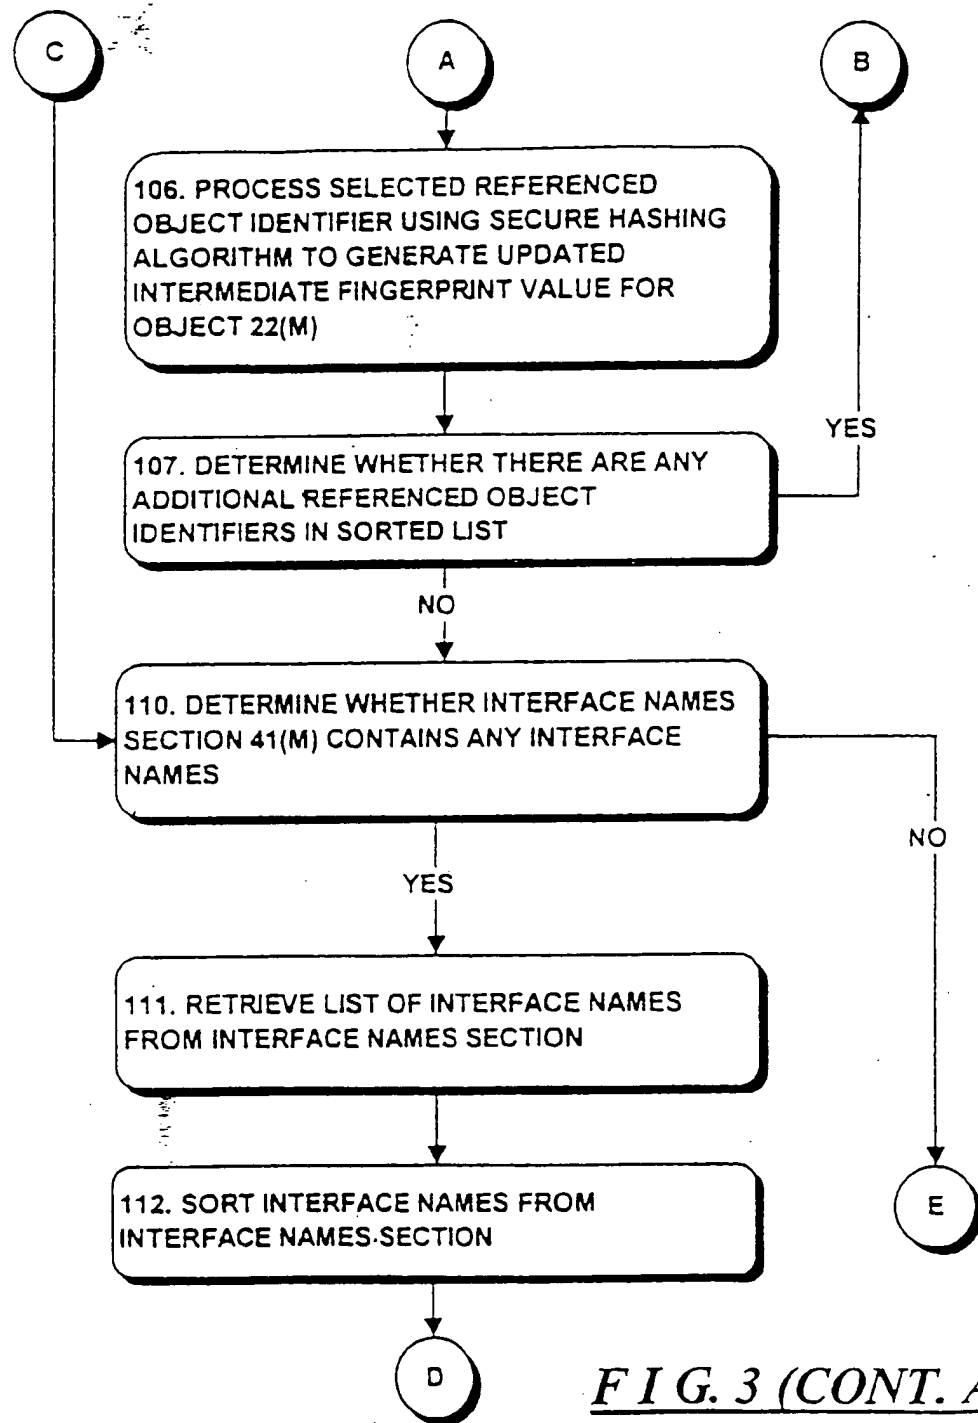 C
A
B
106. PROCESS SELECTED REFERENCED
OBJECT IDENTIFIER USING SECURE HASHING
ALGORITHM TO GENERATE UPDATED
INTERMEDIATE FINGERPRINT VALUE FOR
OBJECT 22(M)
YES
107. DETERMINE WHETHER THERE ARE ANY
ADDITIONAL REFERENCED OBJECT
IDENTIFIERS IN SORTED LIST
NO
110. DETERMINE WHETHER INTERFACE NAMES
SECTION 41(M) CONTAINS ANY INTERFACE
NAMES
NO
YES
111. RETRIEVE LIST OF INTERFACE NAMES
FROM INTERFACE NAMES SECTION
112. SORT INTERFACE NAMES FROM
INTERFACE NAMES SECTION
E
D
F I G. 3 (CONT. A